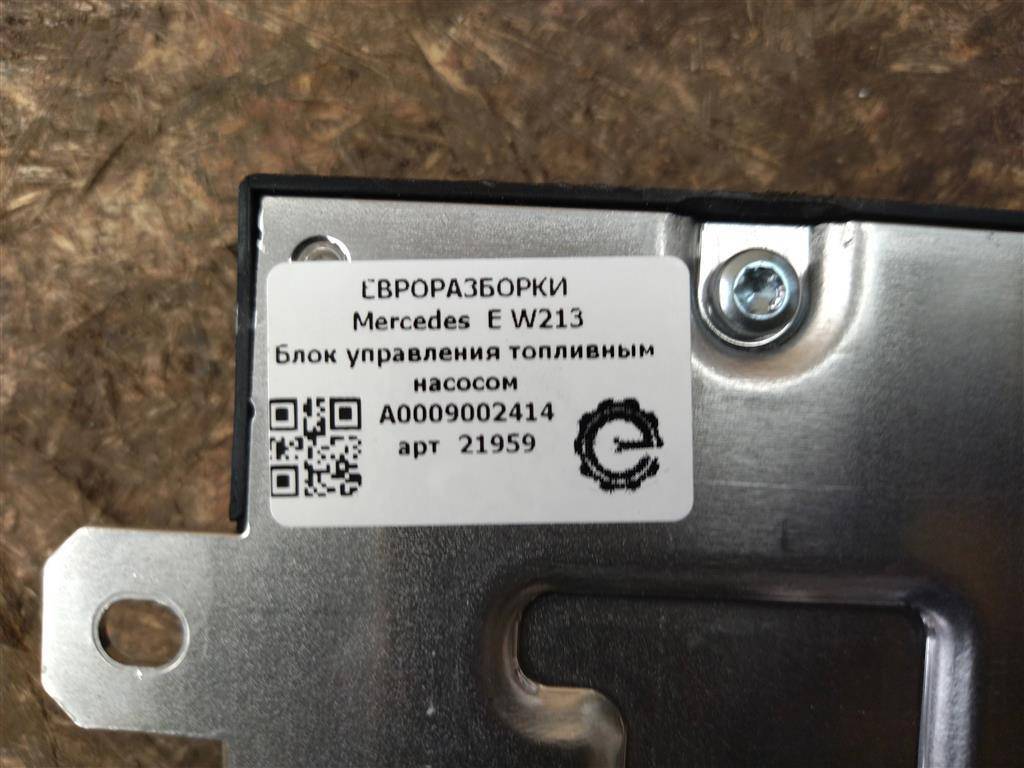 ЕВРОРАЗБОРКИ
Mercedes E W213
Блок управления топливным
насосом
A0009002414
арт 21959